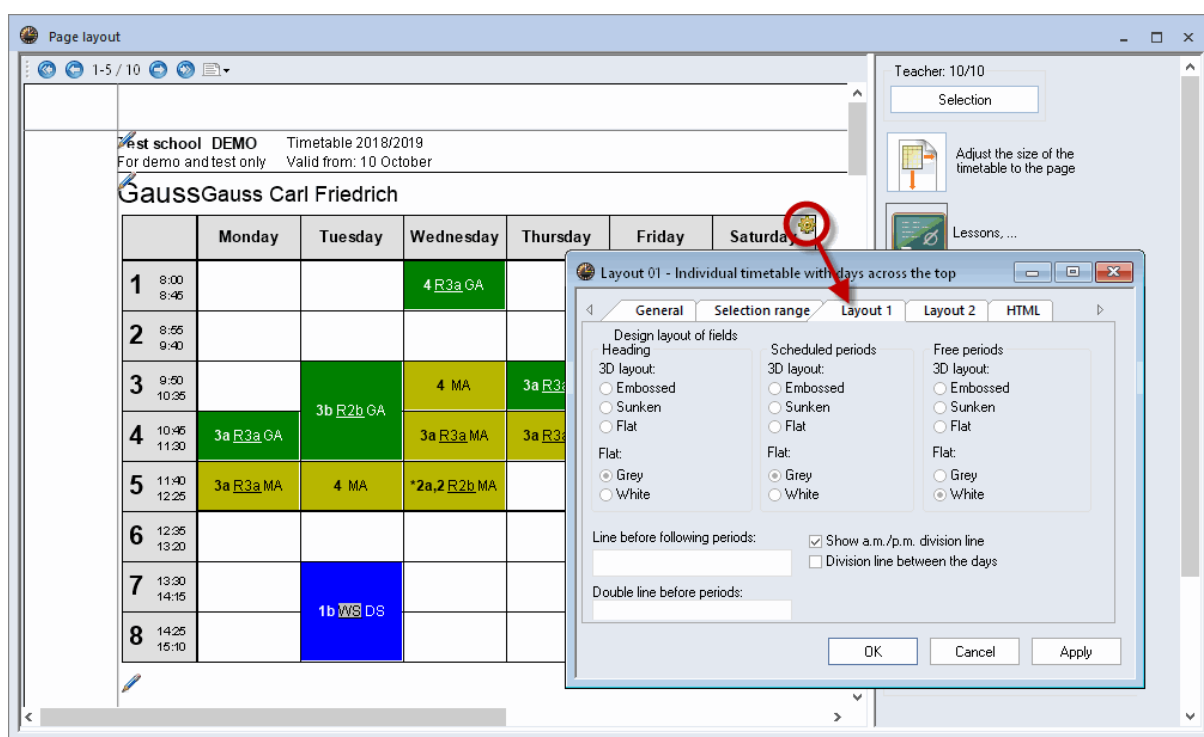 Page layout
1-5 / 10
Test school DEMO Timetable 2018/2019
For demo and test only Valid from: 10 October
Gauss Gauss Carl Friedrich
Monday Tuesday Wednesday Thursday Friday Saturday
1 8:00 8:45 4 R3a GA
2 8:55 9:40
3 9:50 10:35 3b R2b GA 4 MA 3a R3a
4 10:45 11:30 3a R3a GA 3a R3a MA 3a R3a
5 11:40 12:25 3a R3a MA 4 MA *2a,2 R2b MA
6 12:35 13:20
7 13:30 14:15 1b WS DS
8 14:25 15:10
Teacher: 10/10
Selection
Adjust the size of the
timetable to the page
Lessons, ...
Layout 01 - Individual timetable with days across the top
General Selection range Layout 1 Layout 2 HTML
Design layout of fields
Heading Scheduled periods Free periods
3D layout: 3D layout: 3D layout:
Embossed Embossed Embossed
Sunken Sunken Sunken
Flat Flat Flat
Flat: Flat: Flat:
Grey Grey Grey
White White White
Line before following periods: Show a.m./p.m. division line
Division line between the days
Double line before periods:
OK Cancel Apply